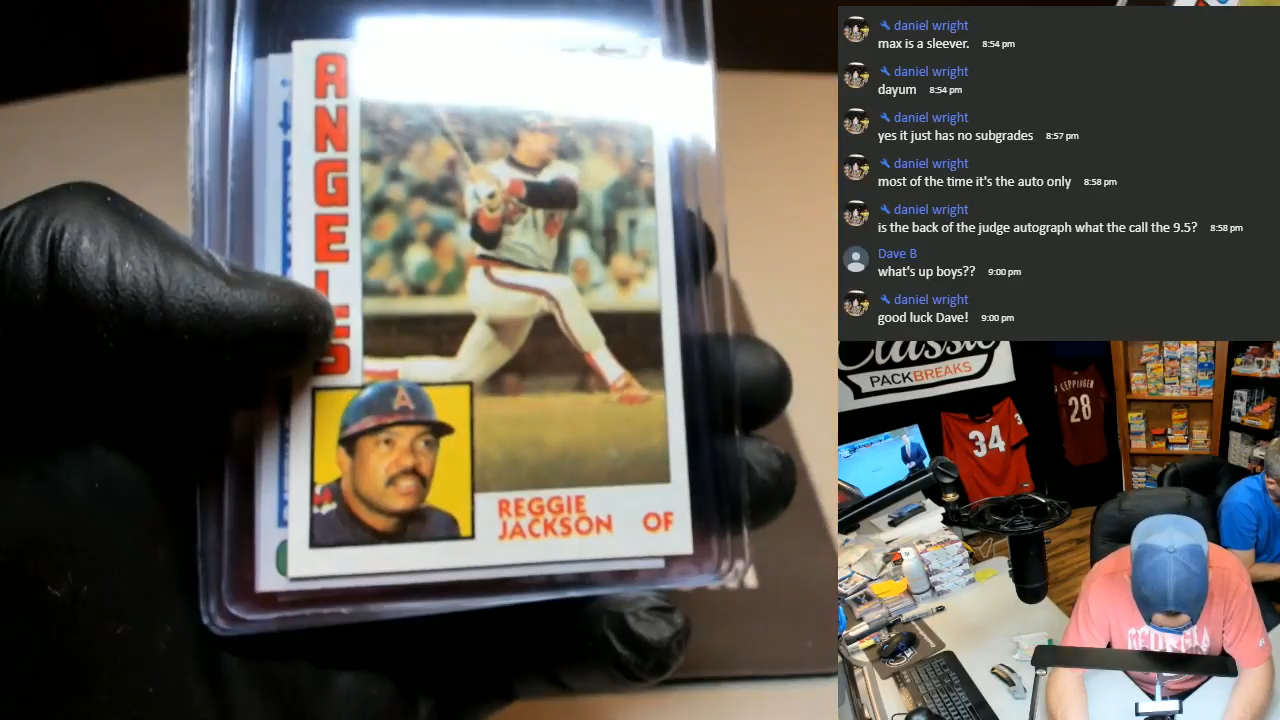 ANGELS
A
REGGIE
JACKSON OF
daniel wright
max is a sleever. 8:54 pm
daniel wright
dayum 8:54 pm
daniel wright
yes it just has no subgrades 8:57 pm
daniel wright
most of the time it's the auto only 8:58 pm
daniel wright
is the back of the judge autograph what the call the 9.5? 8:58 pm
Dave B
what's up boys?? 9:00 pm
daniel wright
good luck Dave! 9:00 pm
Classic
PACKBREAKS
34
LEPPINGER
28
GEORGIA